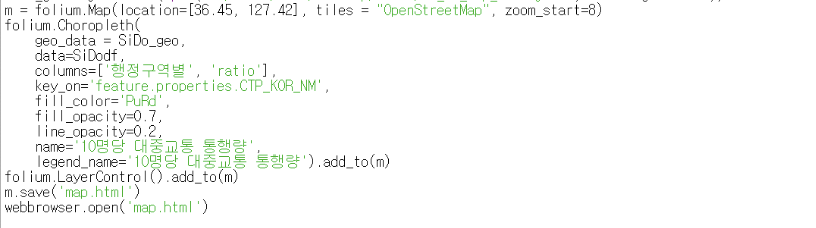 m = folium.Map(location=[36.45, 127.42], tiles = "OpenStreetMap", zoom_start=8)
folium.Choropleth(
    geo_data = SiDo_geo,
    data=SiDodf,
    columns=['행정구역별', 'ratio'],
    key_on='feature.properties.CTP_KOR_NM',
    fill_color='PuRd',
    fill_opacity=0.7,
    line_opacity=0.2,
    name='10명당 대중교통 통행량',
    legend_name='10명당 대중교통 통행량').add_to(m)
folium.LayerControl().add_to(m)
m.save('map.html')
webbrowser.open('map.html')